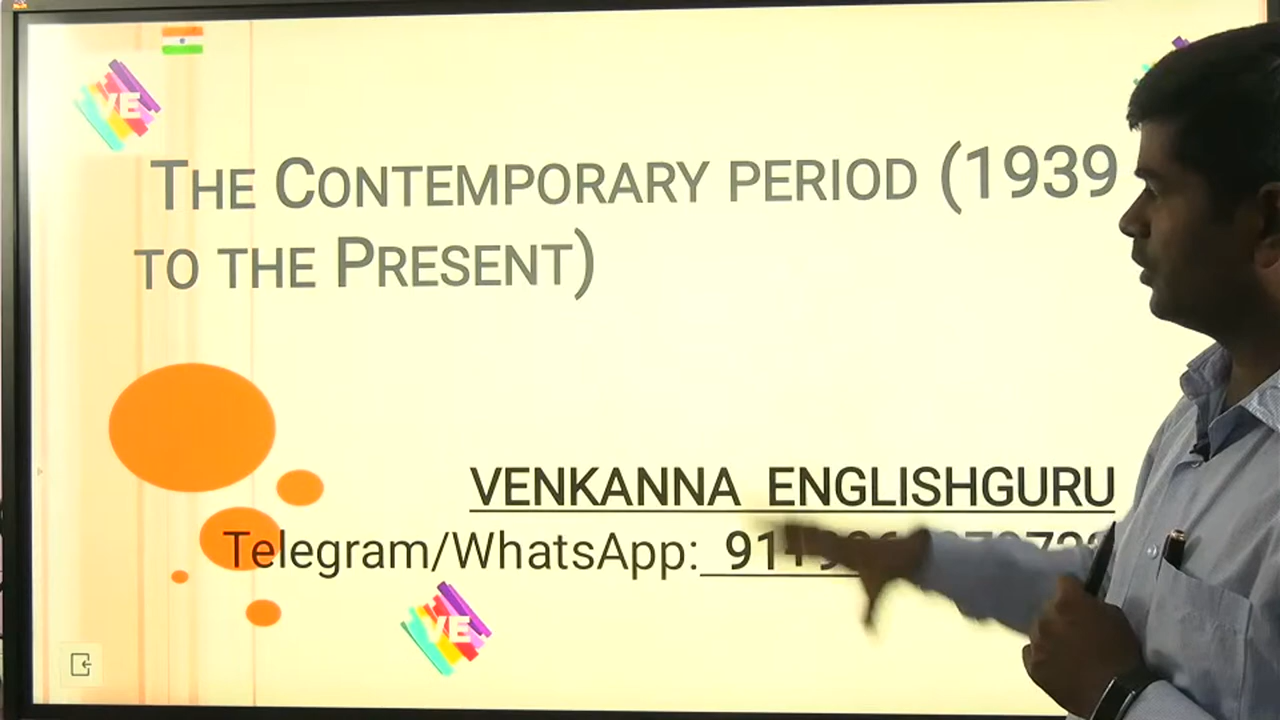 VE
THE CONTEMPORARY PERIOD (1939
TO THE PRESENT)
VENKANNA ENGLISHGURU
Telegram/WhatsApp:
VE